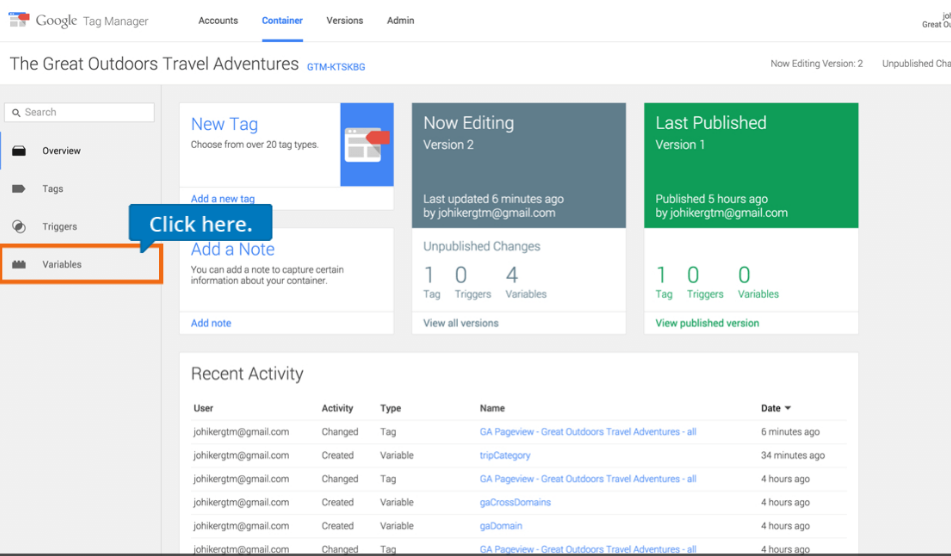 Google Tag Manager
Accounts Container Versions Admin
Great Ou
The Great Outdoors Travel Adventures GTM-KTSKBG
Now Editing Version: 2 Unpublished Cha
Search
Overview
Tags
Triggers
Variables
Click here.
New Tag
Choose from over 20 tag types.
Add a new tag
Add a Note
You can add a note to capture certain
information about your container.
Add note
Now Editing
Version 2
Last updated 6 minutes ago
by johikergtm@gmail.com
Unpublished Changes
1 0 4
Tag Triggers Variables
View all versions
Last Published
Version 1
Published 5 hours ago
by johikergtm@gmail.com
1 0 0
Tag Triggers Variables
View published version
Recent Activity
User Activity Type Name Date
johikergtm@gmail.com Changed Tag GA Pageview - Great Outdoors Travel Adventures - all 6 minutes ago
johikergtm@gmail.com Created Variable tripCategory 34 minutes ago
johikergtm@gmail.com Changed Tag GA Pageview - Great Outdoors Travel Adventures - all 4 hours ago
johikergtm@gmail.com Created Variable gaCrossDomains 4 hours ago
johikergtm@gmail.com Created Variable gaDomain 4 hours ago
johikergtm@gmail.com Changed Tag GA Pageview - Great Outdoors Travel Adventures - all 4 hours ago